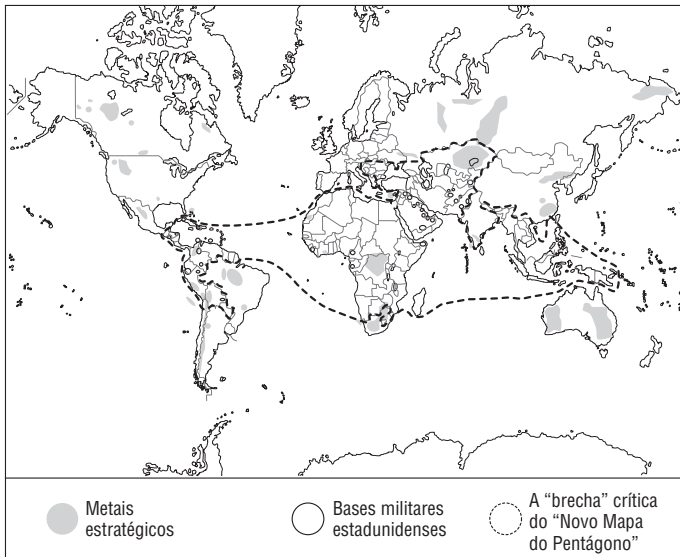 Metais
estratégicos
Bases militares
estadunidenses
A “brecha” crítica
do “Novo Mapa
do Pentágono”